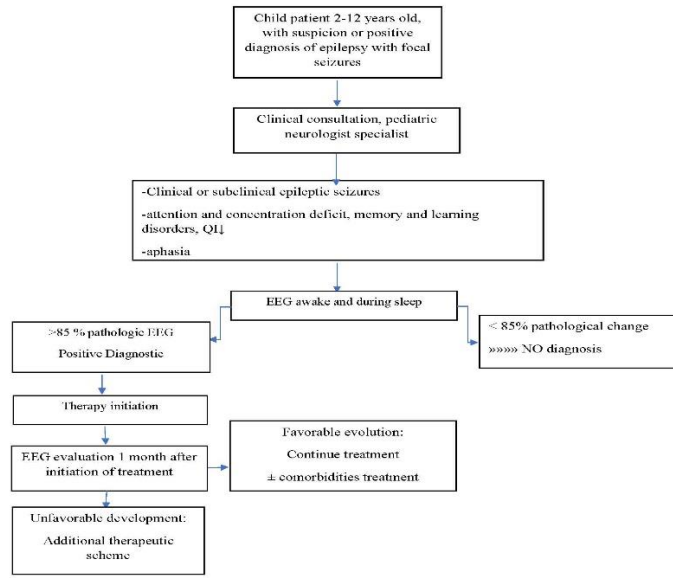 Child patient 2-12 years old,
with suspicion or positive
diagnosis of epilepsy with focal
seizures
Clinical consultation, pediatric
neurologist specialist
-Clinical or subclinical epileptic seizures
-attention and concentration deficit, memory and learning
disorders, QI↓
-aphasia
EEG awake and during sleep
>85 % pathologic EEG
Positive Diagnostic
< 85% pathological change
»»»» NO diagnosis
Therapy initiation
EEG evaluation 1 month after
initiation of treatment
Favorable evolution:
Continue treatment
± comorbidities treatment
Unfavorable development:
Additional therapeutic
scheme